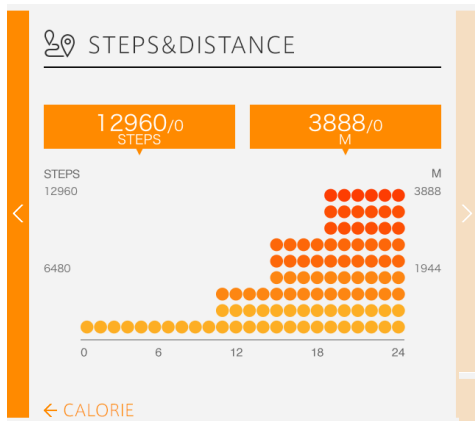 STEPS&DISTANCE
12960/0
STEPS
3888/0
M
STEPS
M
12960
3888
6480
1944
0 6 12 18 24
← CALORIE